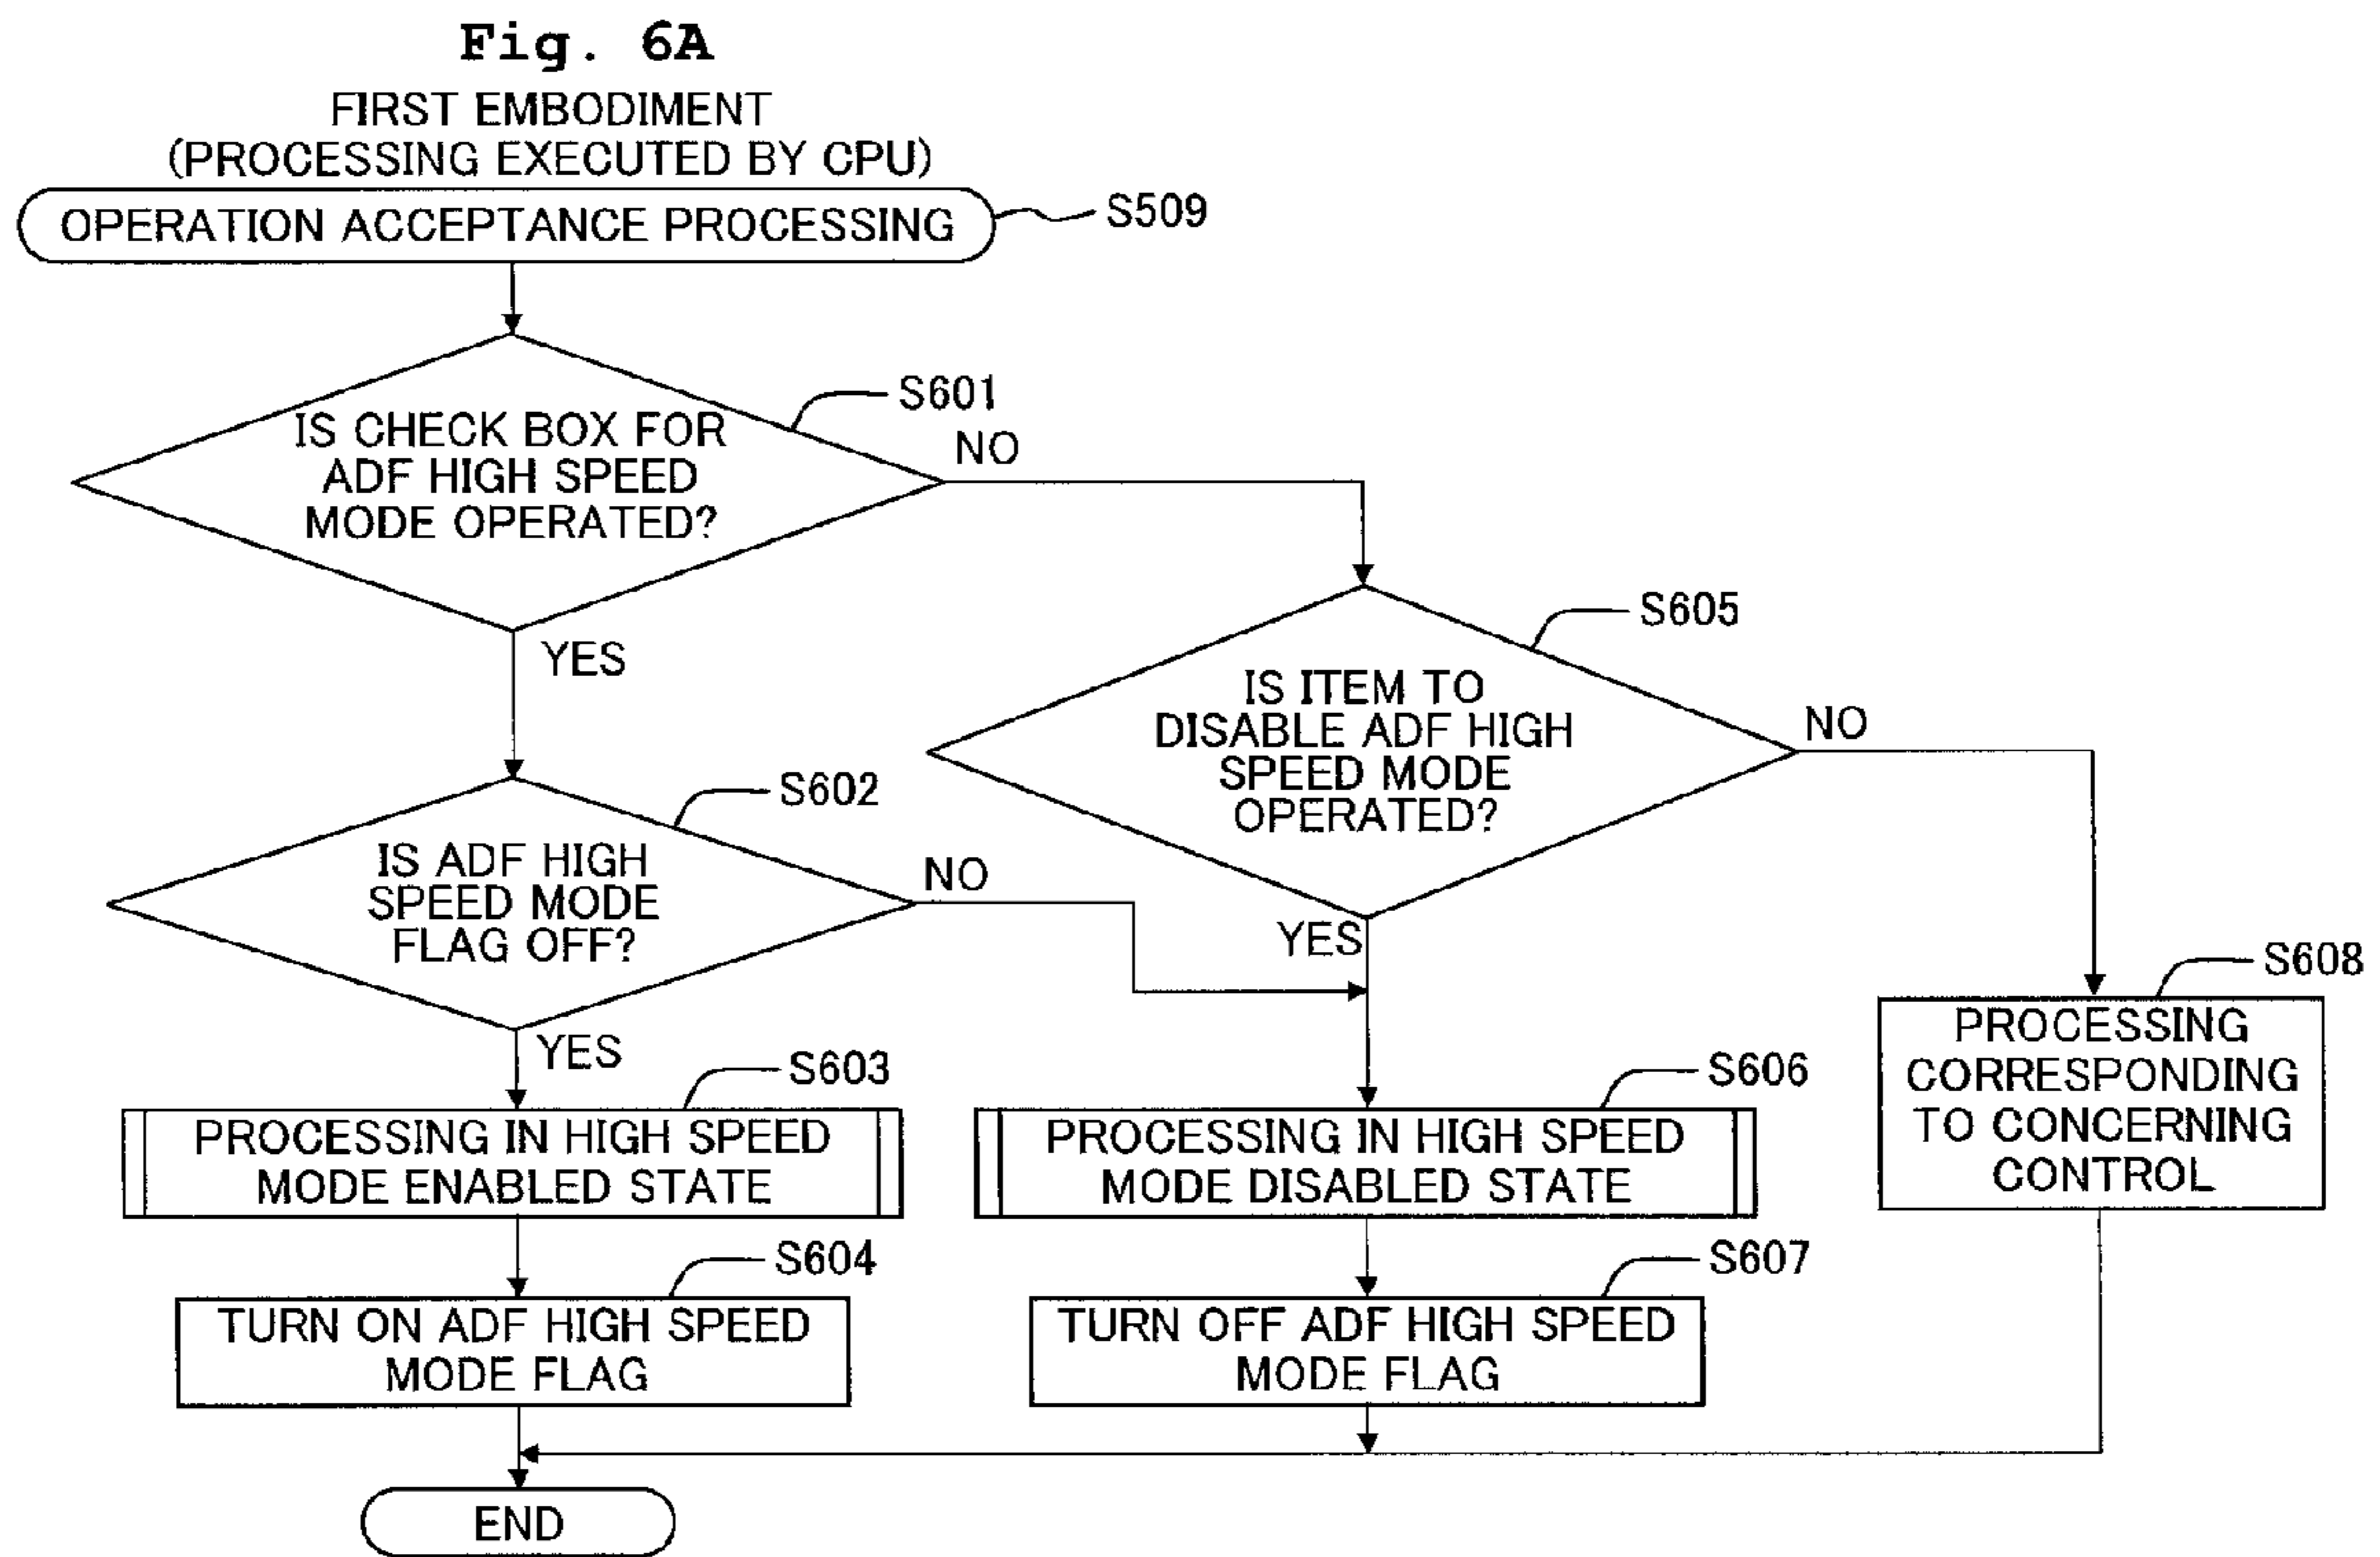 Fig. 6A
FIRST EMBODIMENT
(PROCESSING EXECUTED BY CPU)
OPERATION ACCEPTANCE PROCESSING
S509
S601
IS CHECK BOX FOR
ADF HIGH SPEED
MODE OPERATED?
NO
YES
S605
IS ITEM TO
DISABLE ADF HIGH
SPEED MODE
OPERATED?
NO
YES
S602
IS ADF HIGH
SPEED MODE
FLAG OFF?
NO
YES
S603
PROCESSING IN HIGH SPEED
MODE ENABLED STATE
S606
PROCESSING IN HIGH SPEED
MODE DISABLED STATE
S608
PROCESSING
CORRESPONDING
TO CONCERNING
CONTROL
S604
TURN ON ADF HIGH SPEED
MODE FLAG
S607
TURN OFF ADF HIGH SPEED
MODE FLAG
END